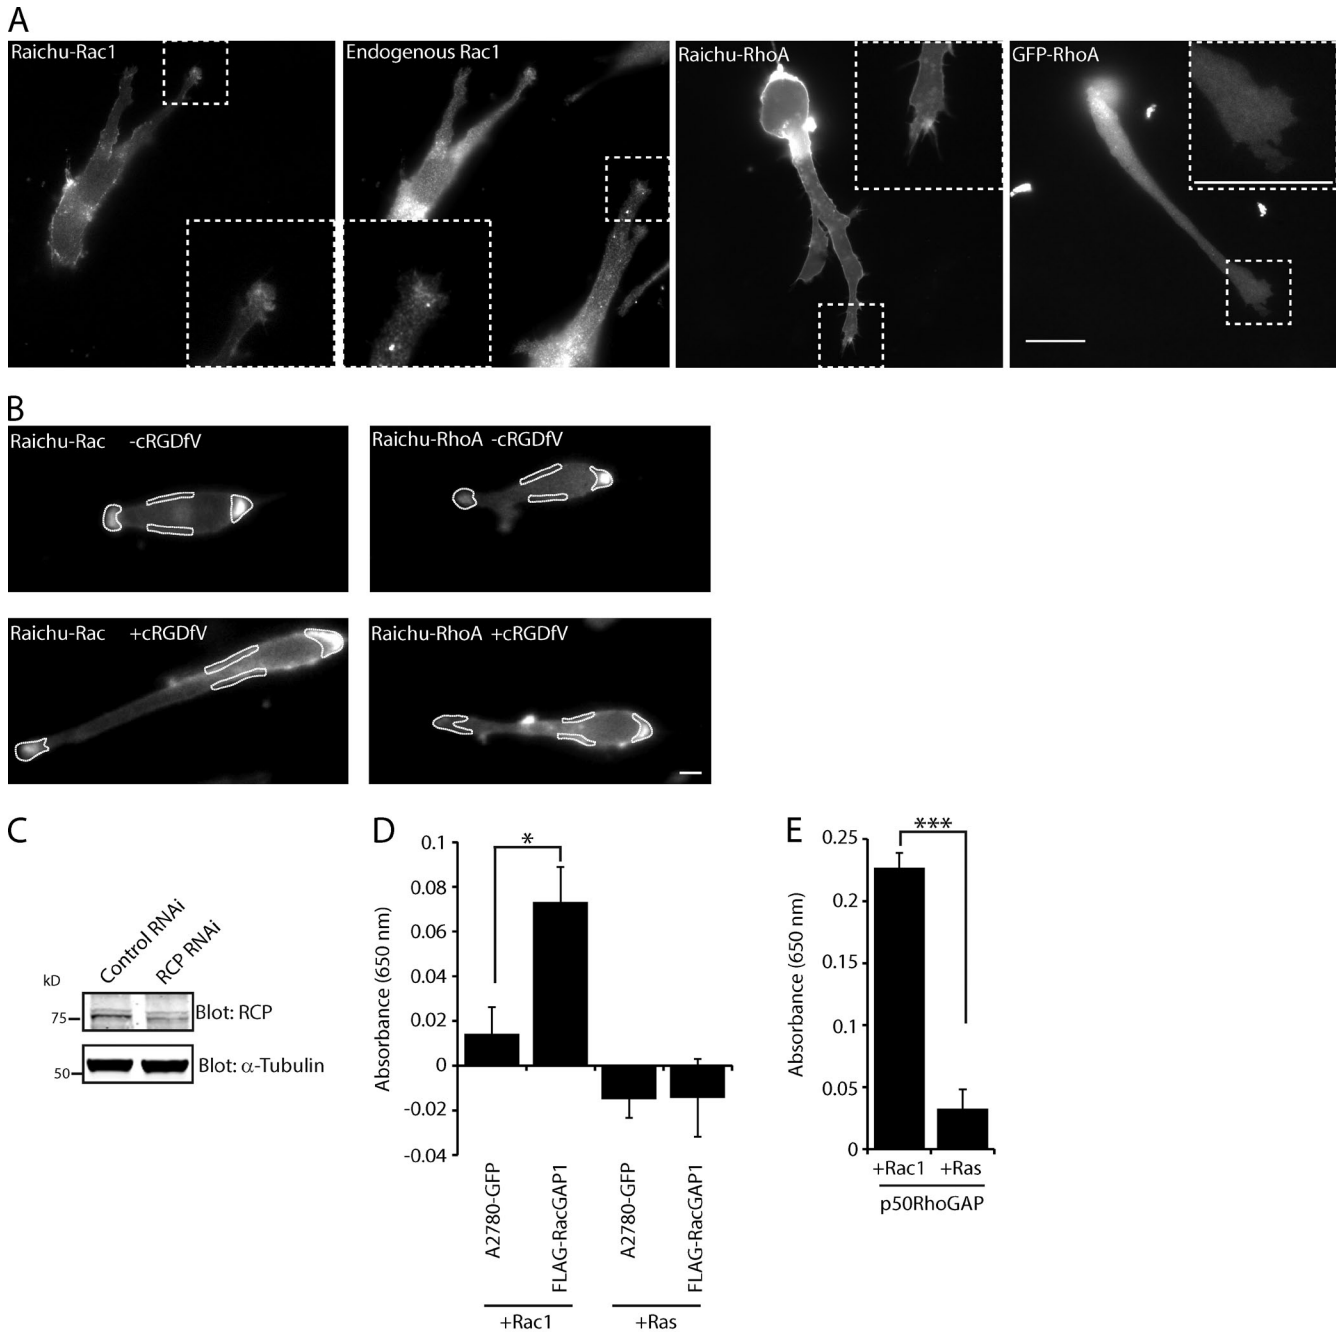 A
Raichu-Rac1
Endogenous Rac1
Raichu-RhoA
GFP-RhoA
B
Raichu-Rac -cRGDfV
Raichu-RhoA -cRGDfV
Raichu-Rac +cRGDfV
Raichu-RhoA +cRGDfV
C
Control RNAi
RCP RNAi
kD
75
Blot: RCP
50
Blot: α-Tubulin
D
Absorbance (650 nm)
0.1
0.08
0.06
0.04
0.02
0
-0.02
-0.04
*
A2780-GFP
FLAG-RacGAP1
A2780-GFP
FLAG-RacGAP1
+Rac1
+Ras
E
Absorbance (650 nm)
0.25
0.2
0.15
0.1
0.05
0
***
+Rac1
+Ras
p50RhoGAP